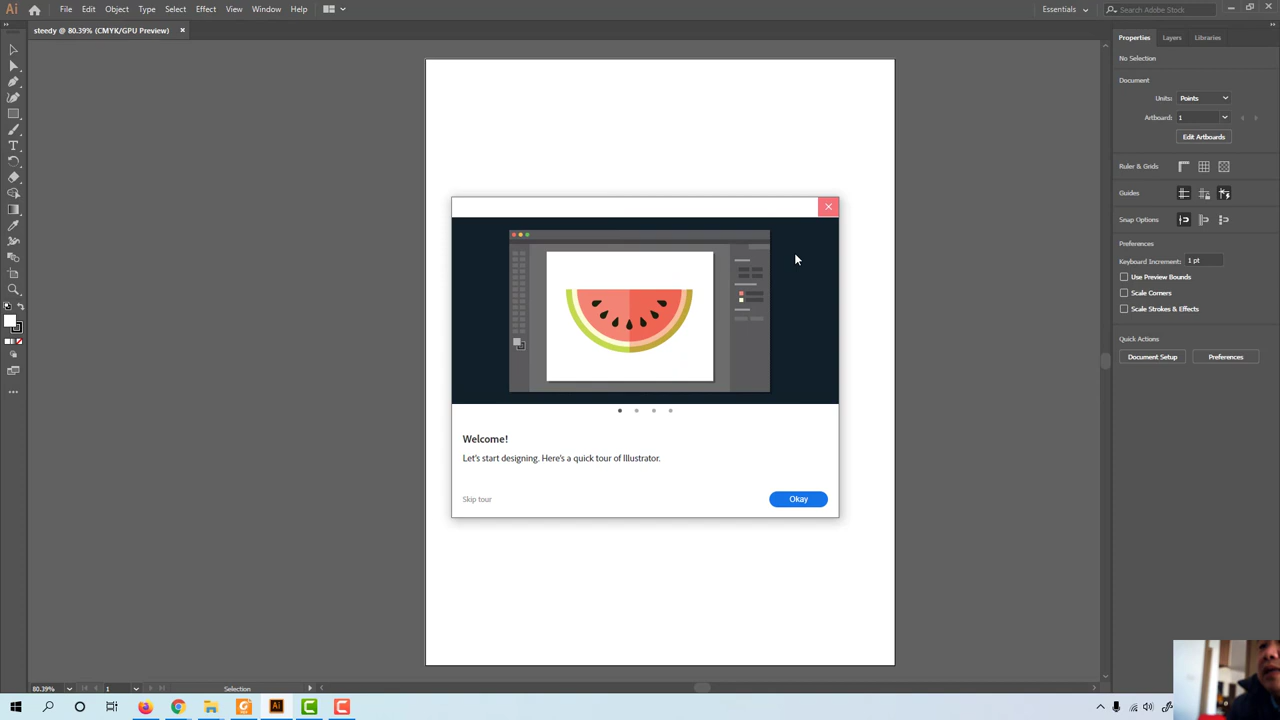 Ai
File Edit Object Type Select Effect View Window Help
Essentials
Search Adobe Stock
steedy @ 80.39% (CMYK/GPU Preview) ×
Properties Layers Libraries
No Selection
Document
Units: Points
Artboard: 1
Edit Artboards
Ruler & Grids
Guides
Snap Options
Preferences
Keyboard Increment: 1 pt
Use Preview Bounds
Scale Corners
Scale Strokes & Effects
Quick Actions
Document Setup Preferences
Welcome!
Let's start designing. Here's a quick tour of Illustrator.
Skip tour Okay
80.39% 1 Selection
Ai